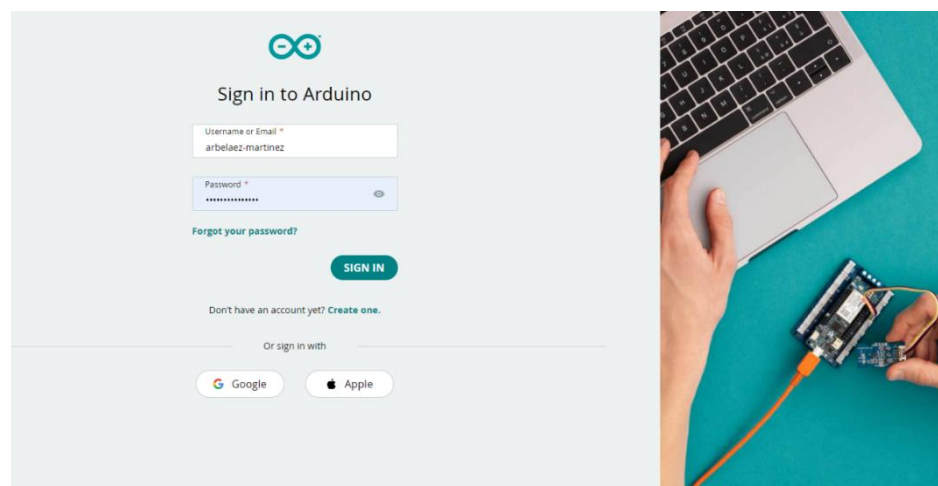 Sign in to Arduino
Username or Email *
arbelaez-martinez
Password *
•••••••••••••••
Forgot your password?
SIGN IN
Don't have an account yet? Create one.
Or sign in with
Google
Apple